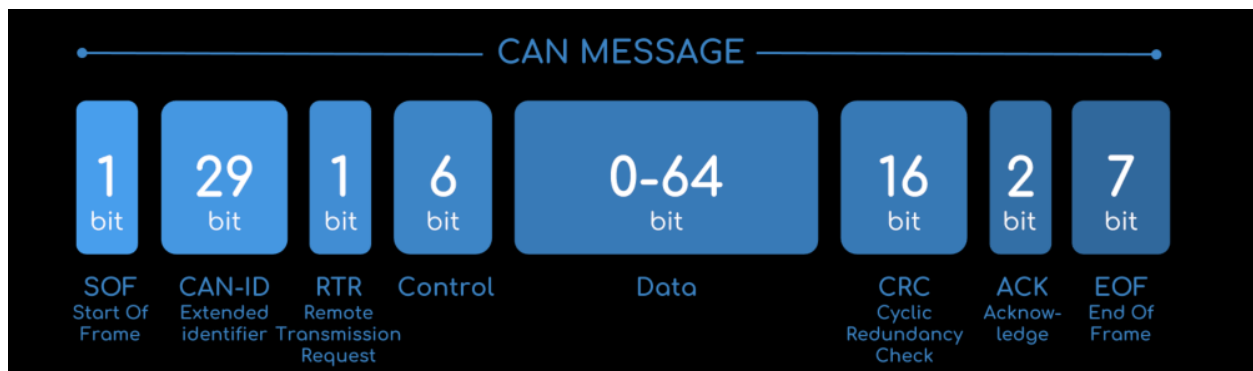 CAN MESSAGE
1 29 1 6 0-64 16 2 7
bit bit bit bit bit bit bit bit
SOF CAN-ID RTR Control Data CRC ACK EOF
Start Of Extended Remote Cyclic Acknow- End Of
Frame identifier Transmission Redundancy ledge Frame
Request Check